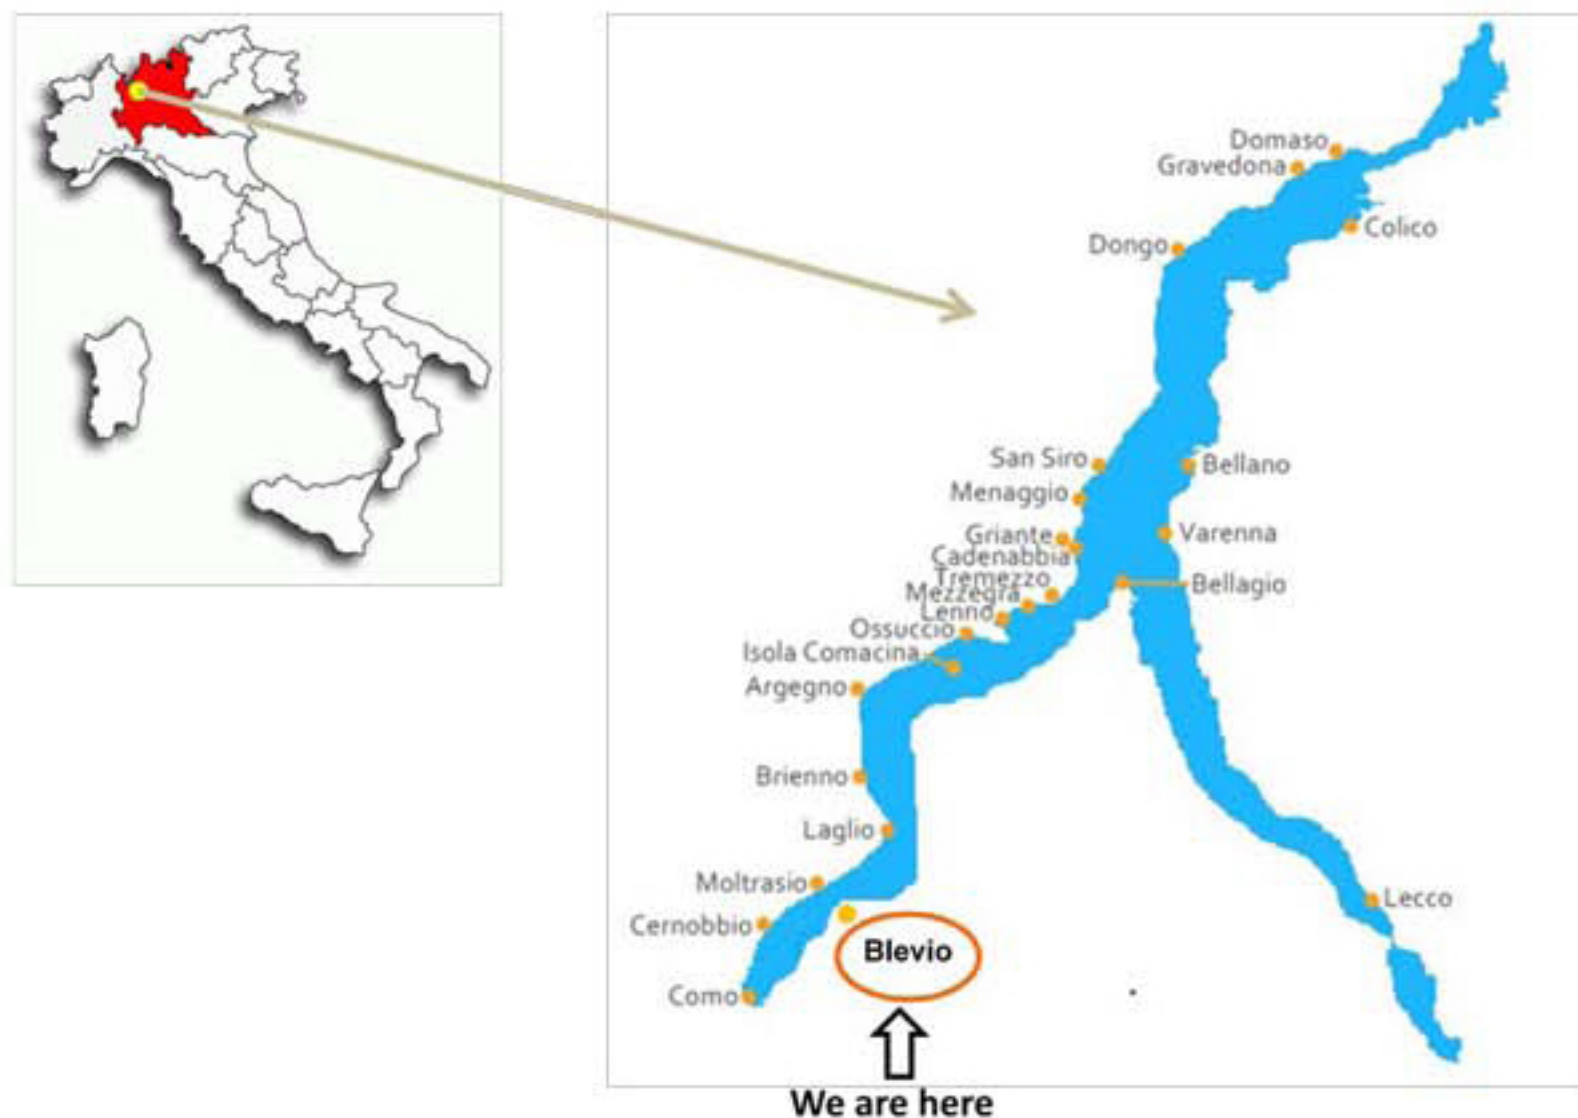 Domaso
Gravedona
Colico
Dongo
San Siro
Bellano
Menaggio
Griante
Varenna
Cadenabbia
Tremezzo
Bellagio
Mezzegra
Lenno
Ossuccio
Isola Comacina
Argegno
Brienno
Laglio
Moltrasio
Lecco
Cernobbio
Blevio
Como
We are here